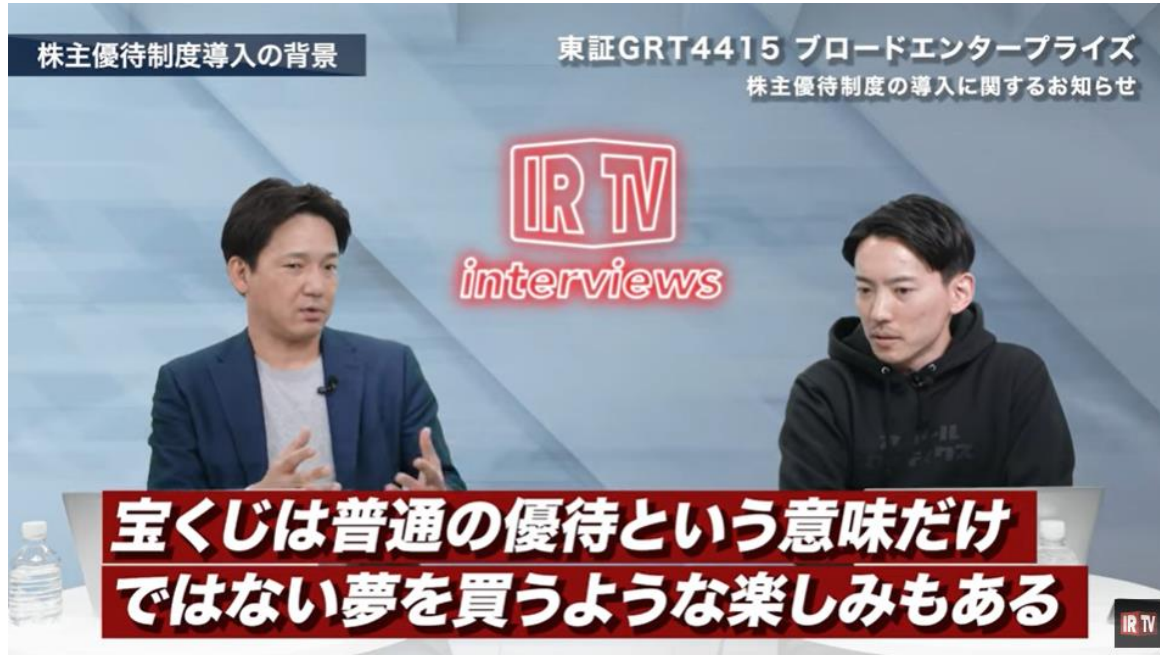 株主優待制度導入の背景
東証GRT4415 ブロードエンタープライズ
株主優待制度の導入に関するお知らせ
IR TV
interviews
宝くじは普通の優待という意味だけ
ではない夢を買うような楽しみもある
IR TV